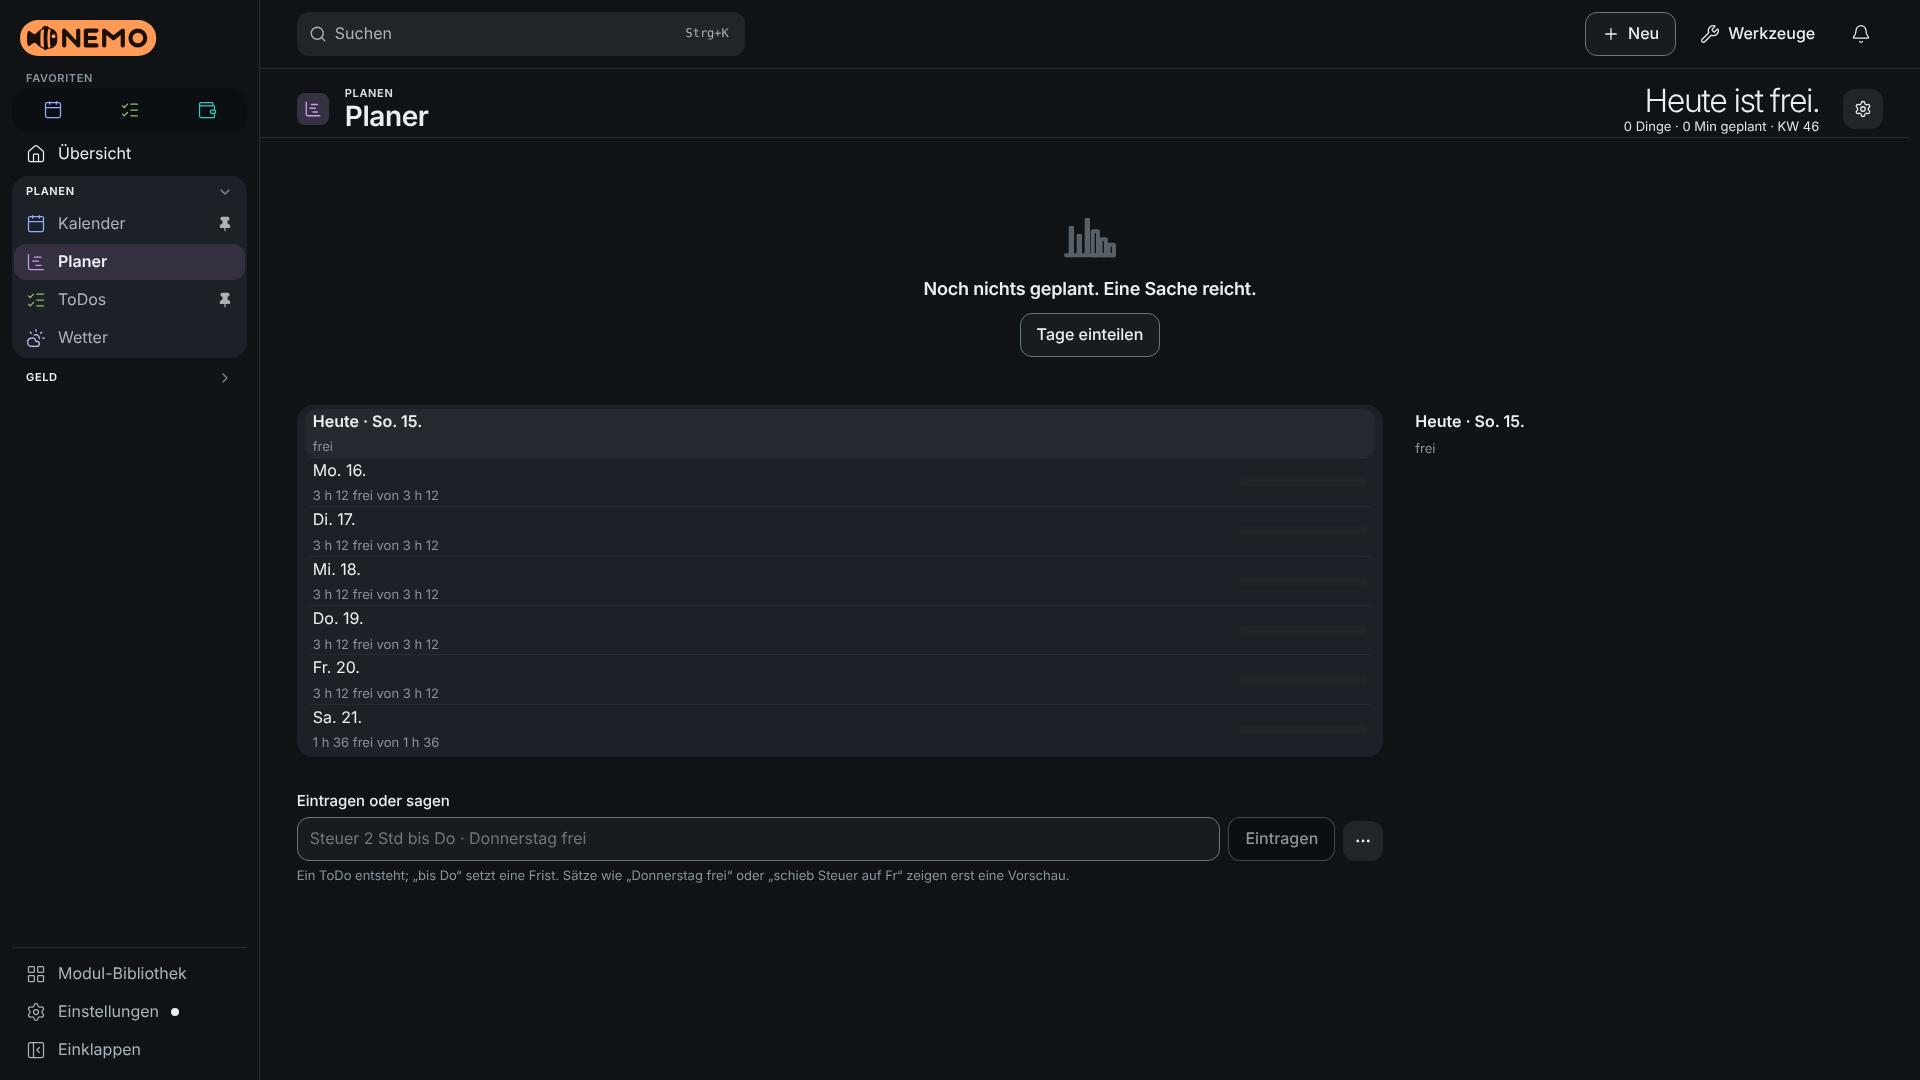 NEMO
Suchen
Strg+K
Neu
Werkzeuge
FAVORITEN
Übersicht
PLANEN
Kalender
Planer
ToDos
Wetter
GELD
Modul-Bibliothek
Einstellungen
Einklappen
PLANEN
Planer
Heute ist frei.
0 Dinge · 0 Min geplant · KW 46
Noch nichts geplant. Eine Sache reicht.
Tage einteilen
Heute · So. 15.
frei
Mo. 16.
3 h 12 frei von 3 h 12
Di. 17.
3 h 12 frei von 3 h 12
Mi. 18.
3 h 12 frei von 3 h 12
Do. 19.
3 h 12 frei von 3 h 12
Fr. 20.
3 h 12 frei von 3 h 12
Sa. 21.
1 h 36 frei von 1 h 36
Heute · So. 15.
frei
Eintragen oder sagen
Steuer 2 Std bis Do · Donnerstag frei
Eintragen
Ein ToDo entsteht; „bis Do“ setzt eine Frist. Sätze wie „Donnerstag frei“ oder „schieb Steuer auf Fr“ zeigen erst eine Vorschau.